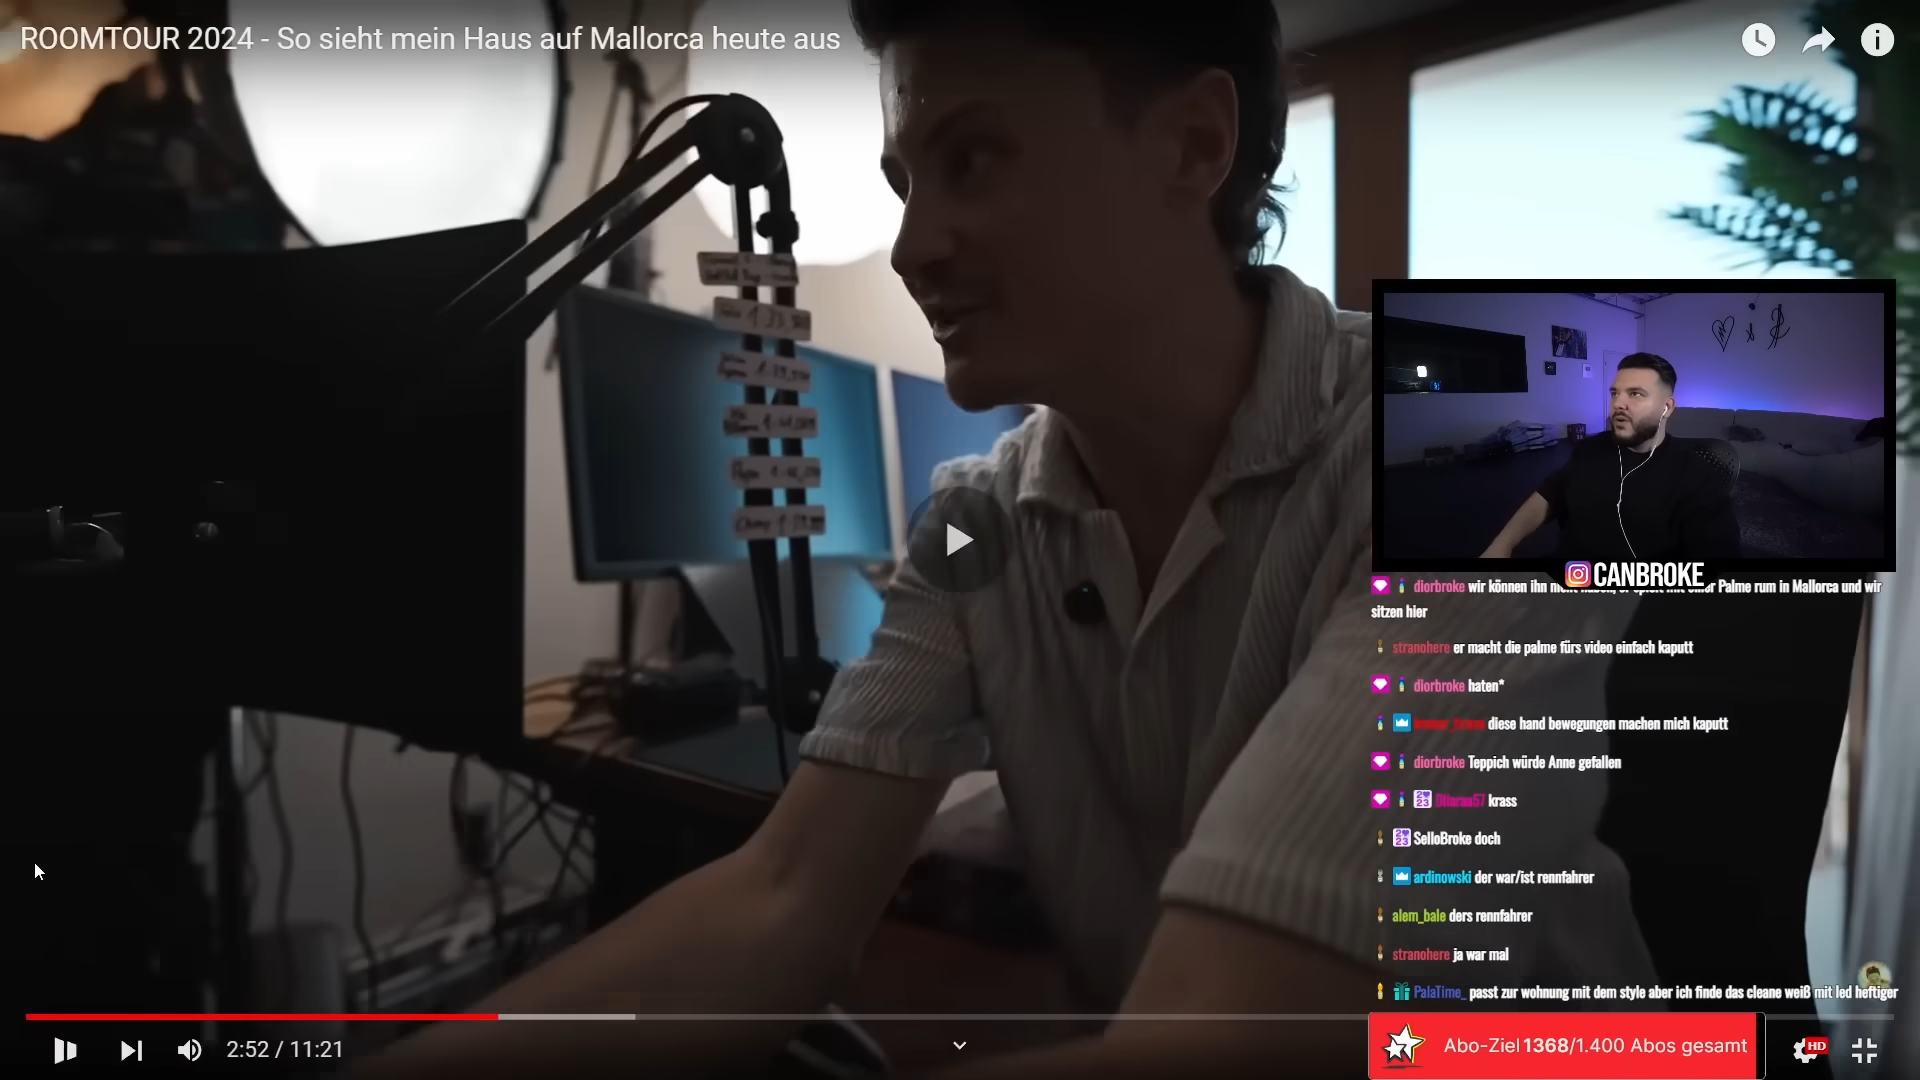 ROOMTOUR 2024 - So sieht mein Haus auf Mallorca heute aus
CANBROKE
diorbroke wir können ihn Palme rum in Mallorca und wir
sitzen hier
stranohere er macht die palme fürs video einfach kaputt
diorbroke haten*
diese hand bewegungen machen mich kaputt
diorbroke Teppich würde Anne gefallen
krass
SelloBroke doch
ardinowski der war/ist rennfahrer
alem_bale ders rennfahrer
stranohere ja war mal
PalaTime_ passt zur wohnung mit dem style aber ich finde das cleane weiß mit led heftiger
2:52 / 11:21
Abo-Ziel 1368/1.400 Abos gesamt
HD